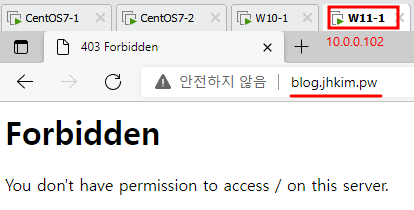 CentOS7-1 CentOS7-2 W10-1 W11-1
403 Forbidden 10.0.0.102
안전하지 않음 blog.jhkim.pw
Forbidden
You don't have permission to access / on this server.